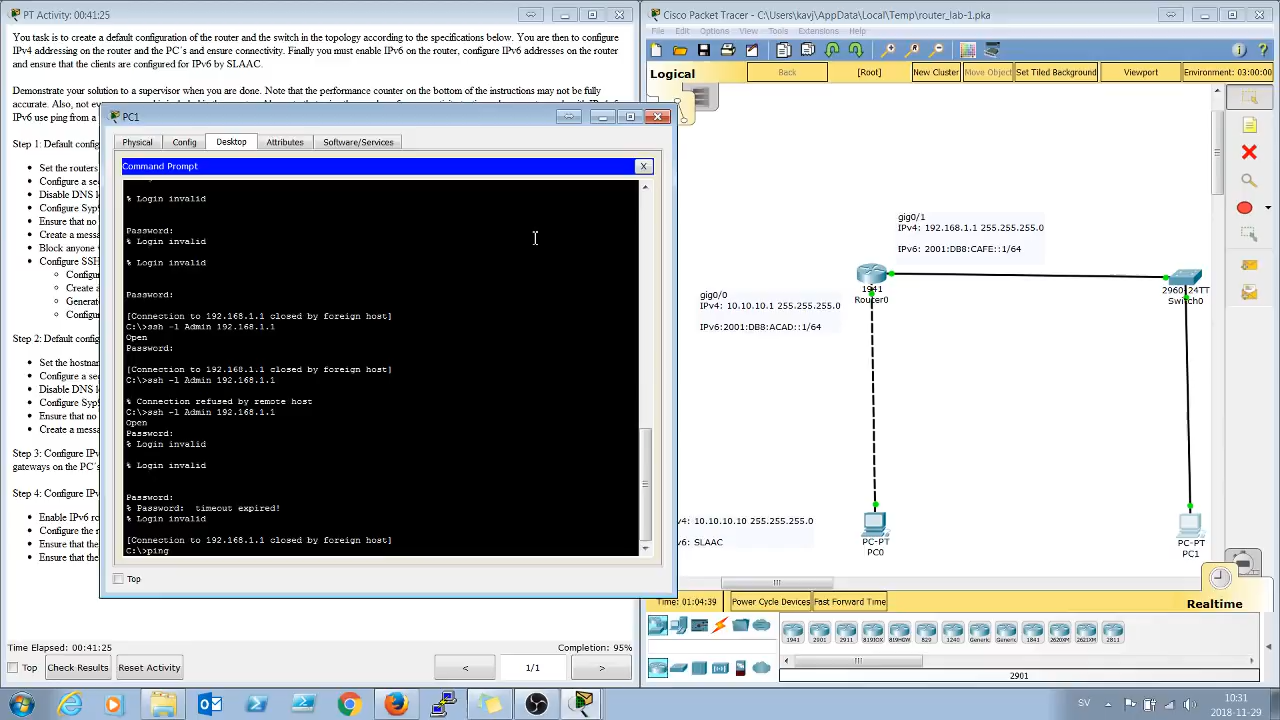 PT Activity: 00:41:25
You task is to create a default configuration of the router and the switch in the topology according to the specifications below. You are then to configure
IPv4 addressing on the router and the PC´s and ensure connectivity. Finally you must enable IPv6 on the router, configure IPv6 addresses on the router
and ensure that the clients are configured for IPv6 by SLAAC.
Demonstrate your solution to a supervisor when you are done. Note that the performance counter on the bottom of the instructions may not be fully
accurate. Also, not eve
IPv6 use ping from a
Step 1: Default config
Set the routers
Configure a se
Disable DNS l
Configure Syp
Ensure that no
Create a mess
Block anyone
Configure SSH
Configu
Create a
Generat
Configu
Step 2: Default config
Set the hostna
Configure a se
Disable DNS l
Configure Syp
Ensure that no
Create a mess
Step 3: Configure IPv
gateways on the PC´s
Step 4: Configure IPv
Enable IPv6 ro
Configure the
Ensure that the
Ensure that the
Time Elapsed: 00:41:25
Completion: 95%
Top
Check Results
Reset Activity
<
1/1
>
PC1
Physical
Config
Desktop
Attributes
Software/Services
Command Prompt
X
% Login invalid
Password:
% Login invalid
% Login invalid
Password:
[Connection to 192.168.1.1 closed by foreign host]
C:\>ssh -l Admin 192.168.1.1
Open
Password:
[Connection to 192.168.1.1 closed by foreign host]
C:\>ssh -l Admin 192.168.1.1
% Connection refused by remote host
C:\>ssh -l Admin 192.168.1.1
Open
Password:
% Login invalid
% Login invalid
Password:
% Password:  timeout expired!
% Login invalid
[Connection to 192.168.1.1 closed by foreign host]
C:\>ping
Top
Cisco Packet Tracer - C:\Users\kavj\AppData\Local\Temp\router_lab-1.pka
File Edit Options View Tools Extensions Help
Logical
Back
[Root]
New Cluster
Move Object
Set Tiled Background
Viewport
Environment: 03:00:00
gig0/1
IPv4: 192.168.1.1 255.255.255.0
IPv6: 2001:DB8:CAFE::1/64
1941
Router0
2960-24TT
Switch0
gig0/0
IPv4: 10.10.10.1 255.255.255.0
IPv6:2001:DB8:ACAD::1/64
v4: 10.10.10.10 255.255.255.0
v6: SLAAC
PC-PT
PC0
PC-PT
PC1
Time: 01:04:39
Power Cycle Devices
Fast Forward Time
Realtime
1941
2901
2911
819IOX
819HGW
829
1240
Generic
Generic
1841
2620XM
2621XM
2811
2901
SV
10:31
2018-11-29